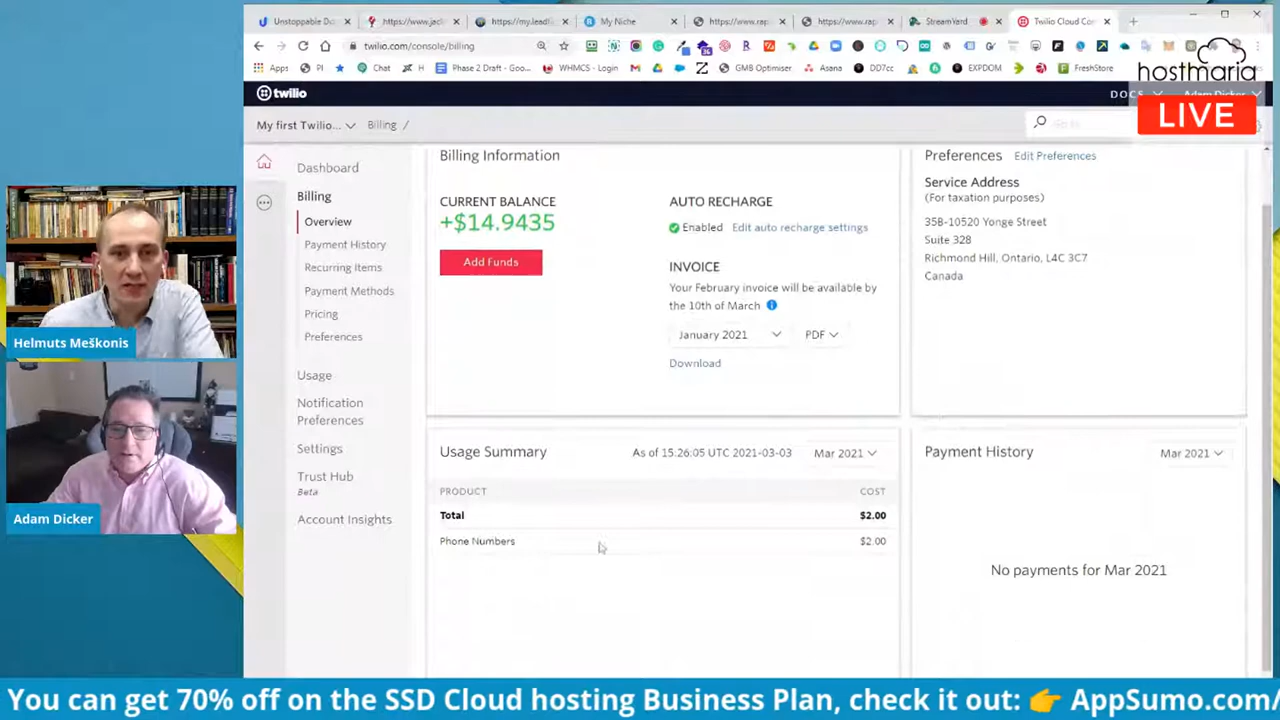 Unstoppable Do
https://www.jacl
https://my.leadf
My Niche
https://www.rap
https://www.rap
StreamYard
Twilio Cloud Co
twilio.com/console/billing
Apps
PI
Chat
H
Phase 2 Draft - Goo...
WHMCS - Login
GMB Optimiser
Asana
DD7cc
EXPDOM
FreshStore
hostmaria
LIVE
twilio
DOCS
Adam Dicker
My first Twilio...
Billing /
Go to
Dashboard
Billing
Overview
Payment History
Recurring Items
Payment Methods
Pricing
Preferences
Usage
Notification
Preferences
Settings
Trust Hub
Beta
Account Insights
Billing Information
CURRENT BALANCE
+$14.9435
Add Funds
AUTO RECHARGE
Enabled Edit auto recharge settings
INVOICE
Your February invoice will be available by
the 10th of March
January 2021
PDF
Download
Preferences Edit Preferences
Service Address
(For taxation purposes)
35B-10520 Yonge Street
Suite 328
Richmond Hill, Ontario, L4C 3C7
Canada
Usage Summary
As of 15:26:05 UTC 2021-03-03
Mar 2021
PRODUCT COST
Total $2.00
Phone Numbers $2.00
Payment History
Mar 2021
No payments for Mar 2021
Helmuts Meškonis
Adam Dicker
You can get 70% off on the SSD Cloud hosting Business Plan, check it out: 👉 AppSumo.com/